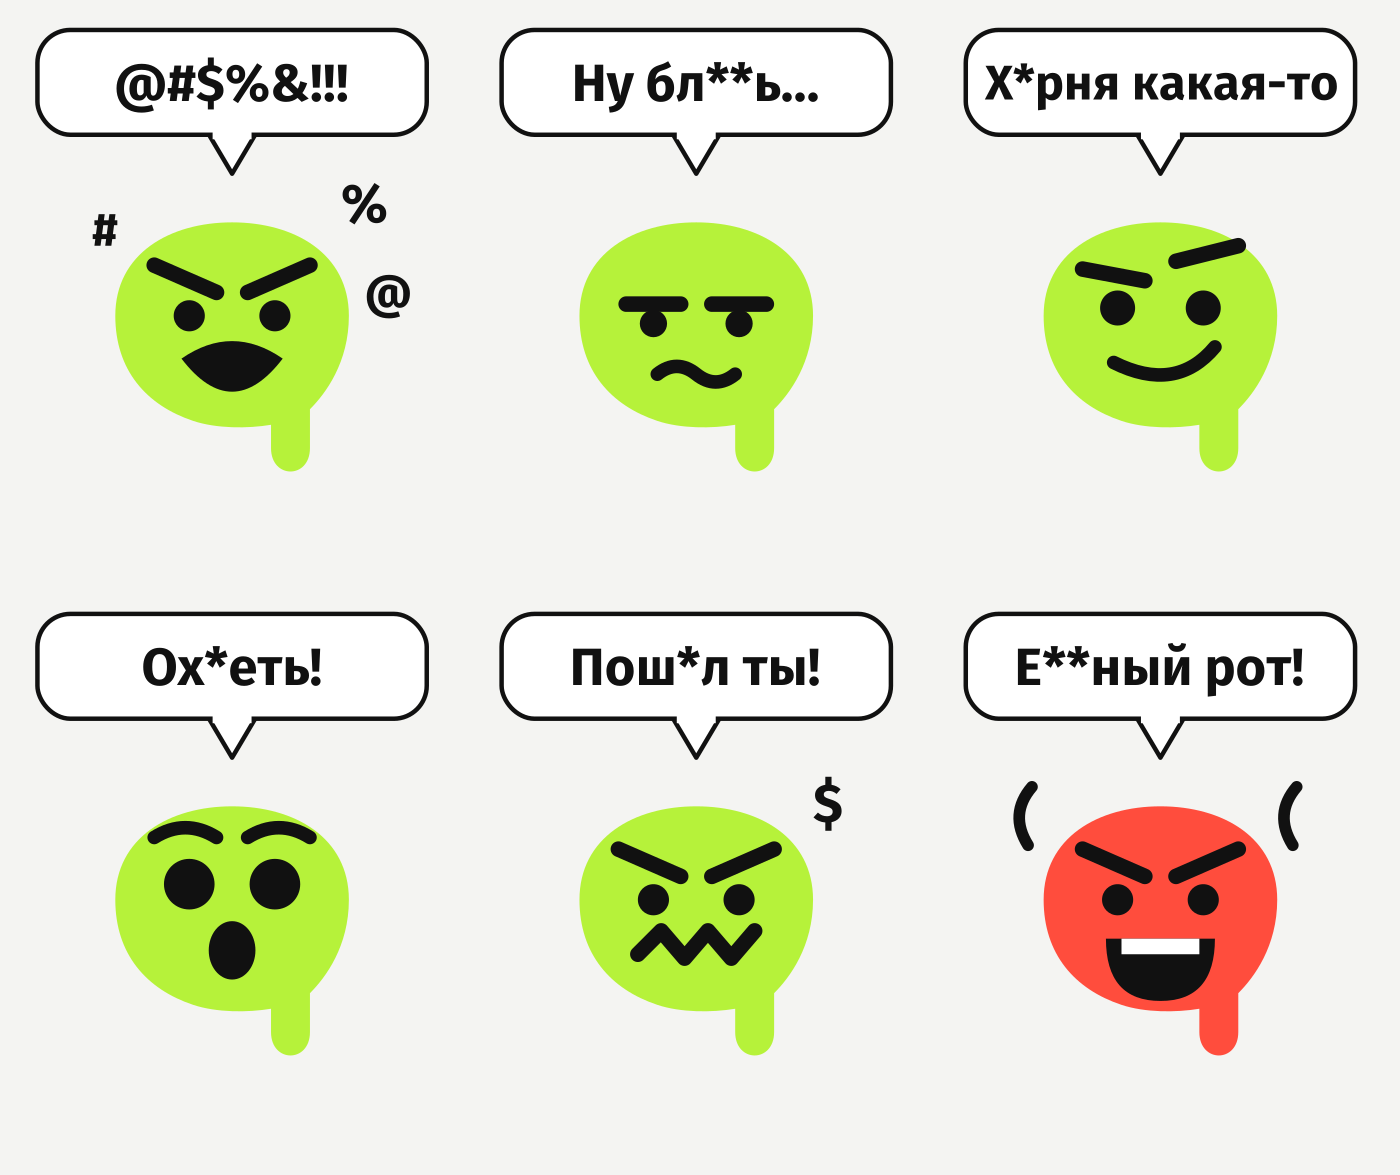 @#$%&!!!
Ну бл**ь...
Х*рня какая-то
#
%
@
Ох*еть!
Пош*л ты!
Е**ный рот!
$